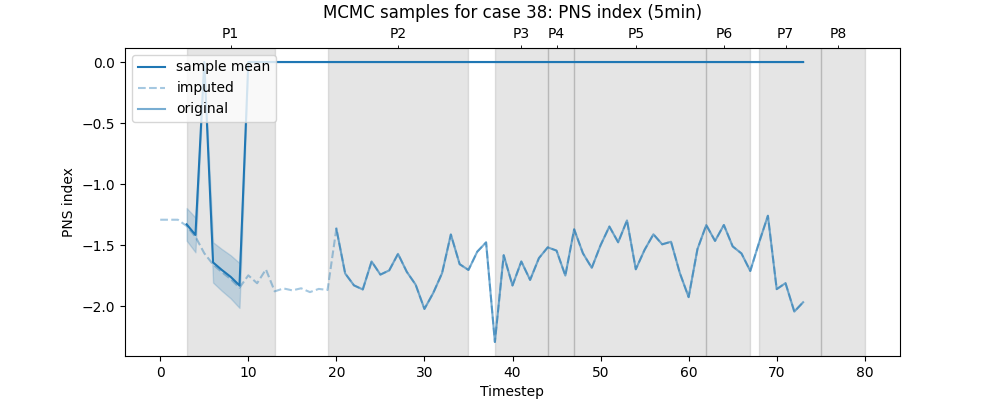 MCMC samples for case 38: PNS index (5min)
P1 P2 P3 P4 P5 P6 P7 P8
sample mean
imputed
original
0.0
−0.5
−1.0
−1.5
−2.0
PNS index
0 10 20 30 40 50 60 70 80
Timestep